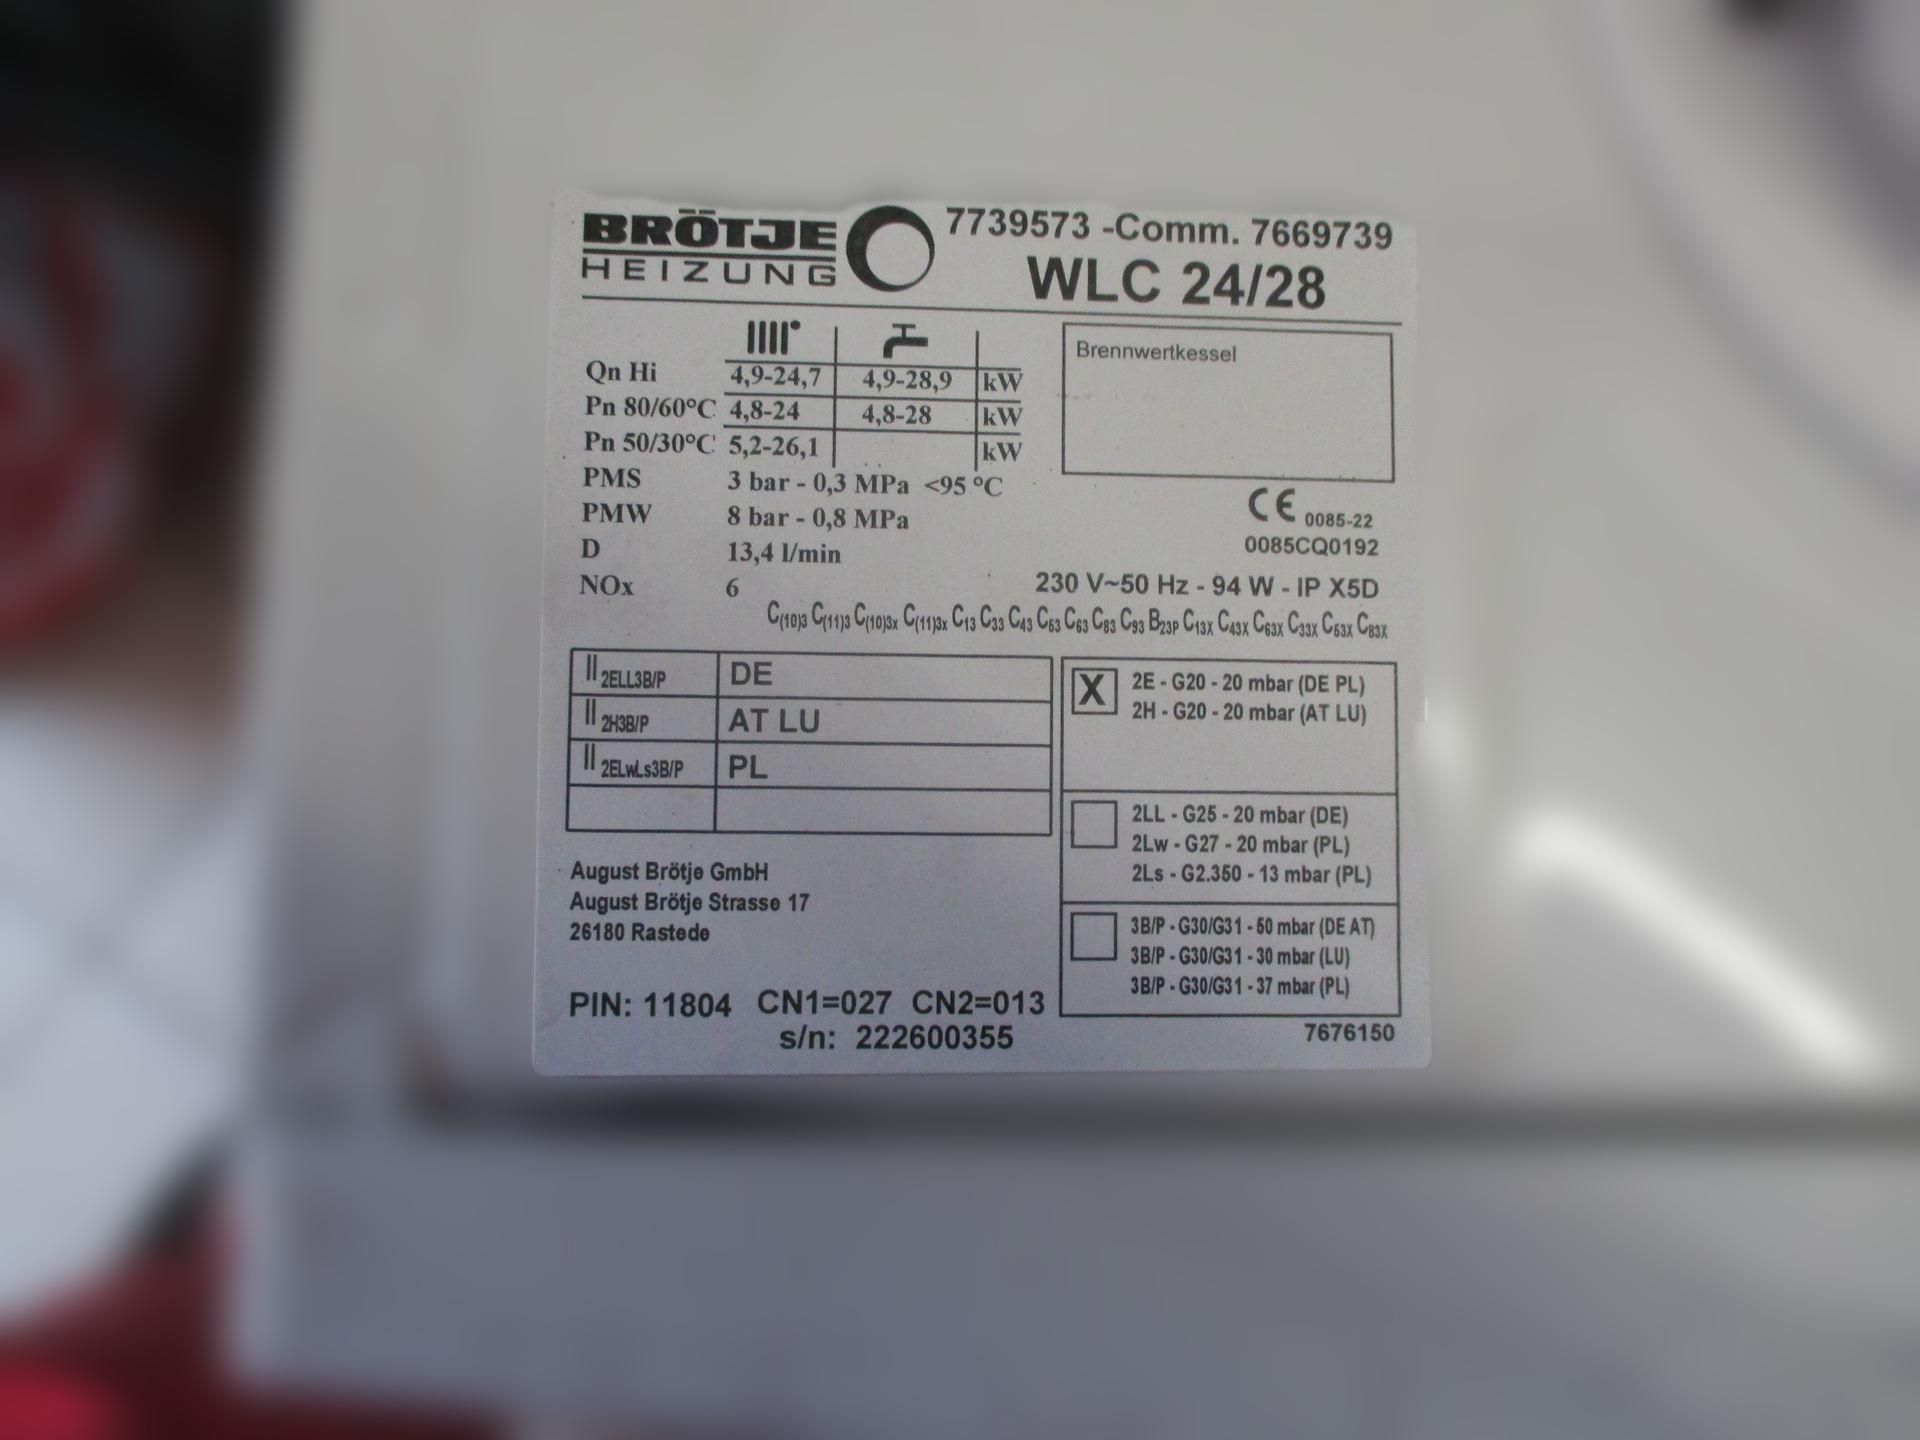 BRÖTJE
HEIZUNG
7739573 -Comm. 7669739
WLC 24/28
Brennwertkessel
Qn Hi 4,9-24,7 4,9-28,9 kW
Pn 80/60°C 4,8-24 4,8-28 kW
Pn 50/30°C 5,2-26,1 kW
PMS 3 bar - 0,3 MPa <95 °C
PMW 8 bar - 0,8 MPa
D 13,4 l/min
NOx 6
CE 0085-22
0085CQ0192
230 V~50 Hz - 94 W - IP X5D
C(10)3 C(11)3 C(10)3x C(11)3x C13 C33 C43 C53 C63 C83 C93 B23P C13X C43X C63X C33X C53X C83X
II 2ELL3B/P DE
II 2H3B/P AT LU
II 2ELwLs3B/P PL
X 2E - G20 - 20 mbar (DE PL)
2H - G20 - 20 mbar (AT LU)
2LL - G25 - 20 mbar (DE)
2Lw - G27 - 20 mbar (PL)
2Ls - G2.350 - 13 mbar (PL)
3B/P - G30/G31 - 50 mbar (DE AT)
3B/P - G30/G31 - 30 mbar (LU)
3B/P - G30/G31 - 37 mbar (PL)
August Brötje GmbH
August Brötje Strasse 17
26180 Rastede
PIN: 11804 CN1=027 CN2=013
s/n: 222600355
7676150